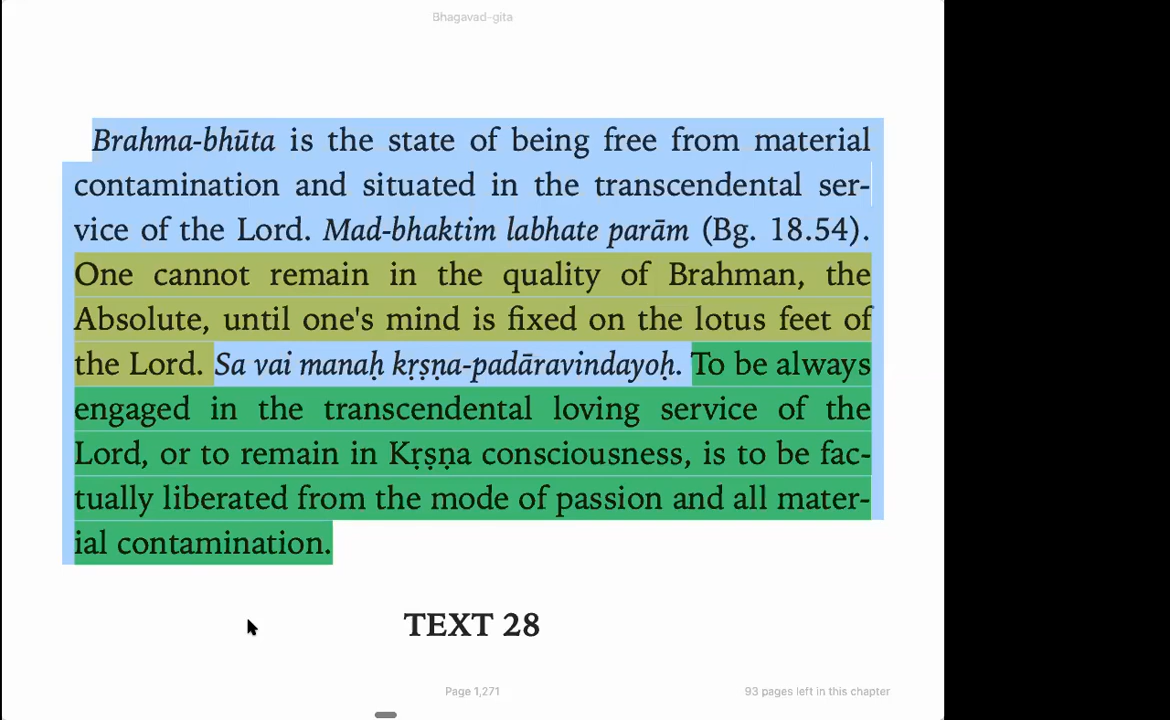 Bhagavad-gita
Brahma-bhūta is the state of being free from material
contamination and situated in the transcendental ser-
vice of the Lord. Mad-bhaktim labhate parām (Bg. 18.54).
One cannot remain in the quality of Brahman, the
Absolute, until one's mind is fixed on the lotus feet of
the Lord. Sa vai manaḥ kṛṣṇa-padāravindayoḥ. To be always
engaged in the transcendental loving service of the
Lord, or to remain in Kṛṣṇa consciousness, is to be fac-
tually liberated from the mode of passion and all mater-
ial contamination.
TEXT 28
Page 1,271
93 pages left in this chapter